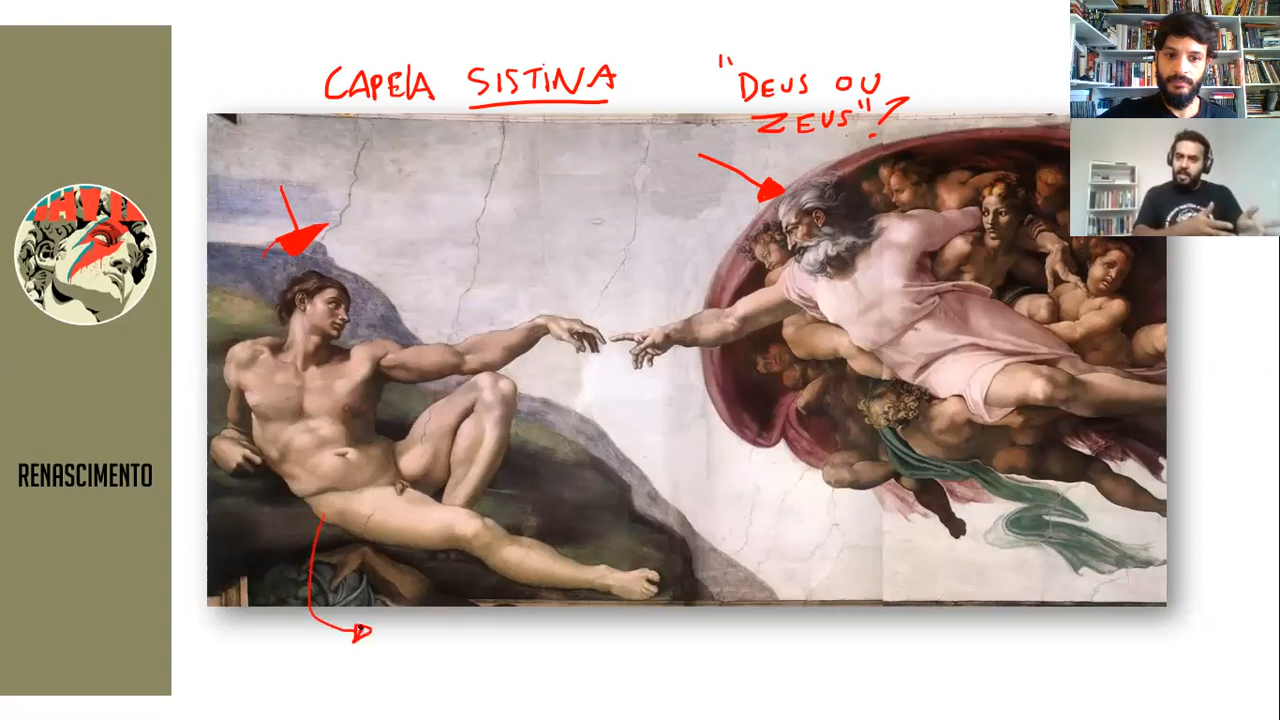 CAPELA SISTINA
"DEUS OU
ZEUS"?
RENASCIMENTO